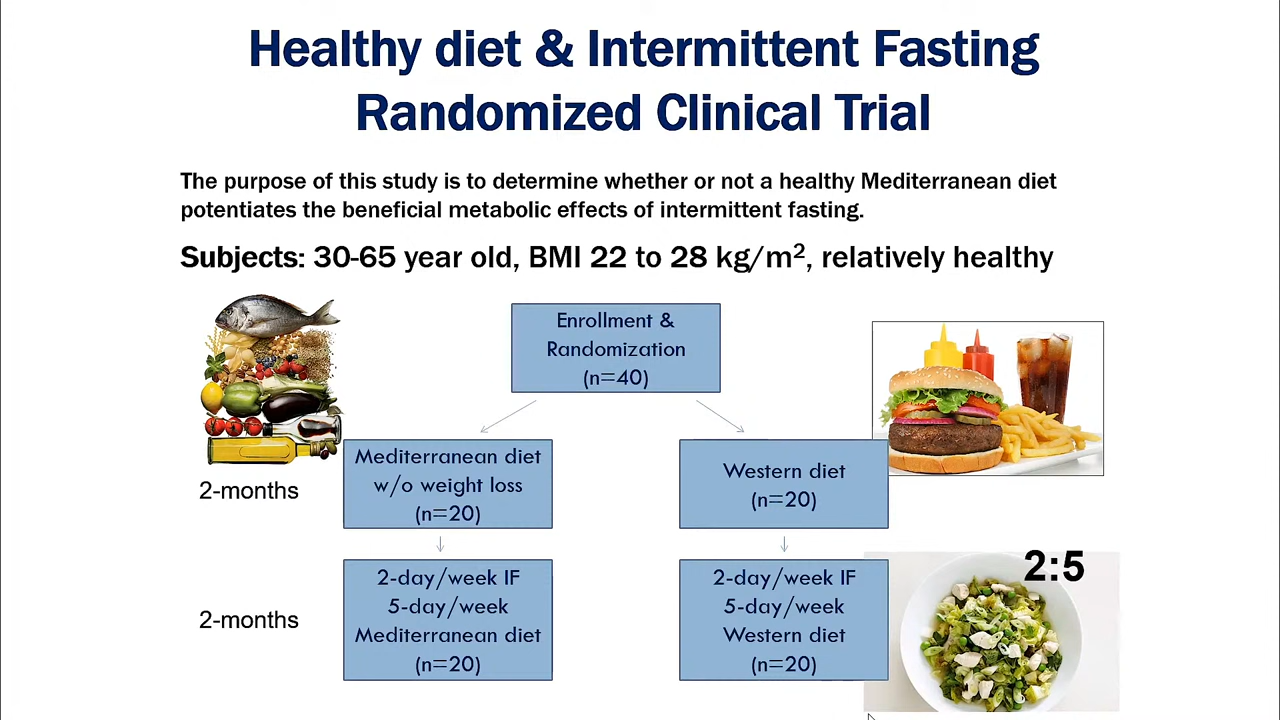 Healthy diet & Intermittent Fasting
Randomized Clinical Trial
The purpose of this study is to determine whether or not a healthy Mediterranean diet
potentiates the beneficial metabolic effects of intermittent fasting.
Subjects: 30-65 year old, BMI 22 to 28 kg/m², relatively healthy
Enrollment &
Randomization
(n=40)
2-months
Mediterranean diet
w/o weight loss
(n=20)
Western diet
(n=20)
2-months
2-day/week IF
5-day/week
Mediterranean diet
(n=20)
2-day/week IF
5-day/week
Western diet
(n=20)
2:5